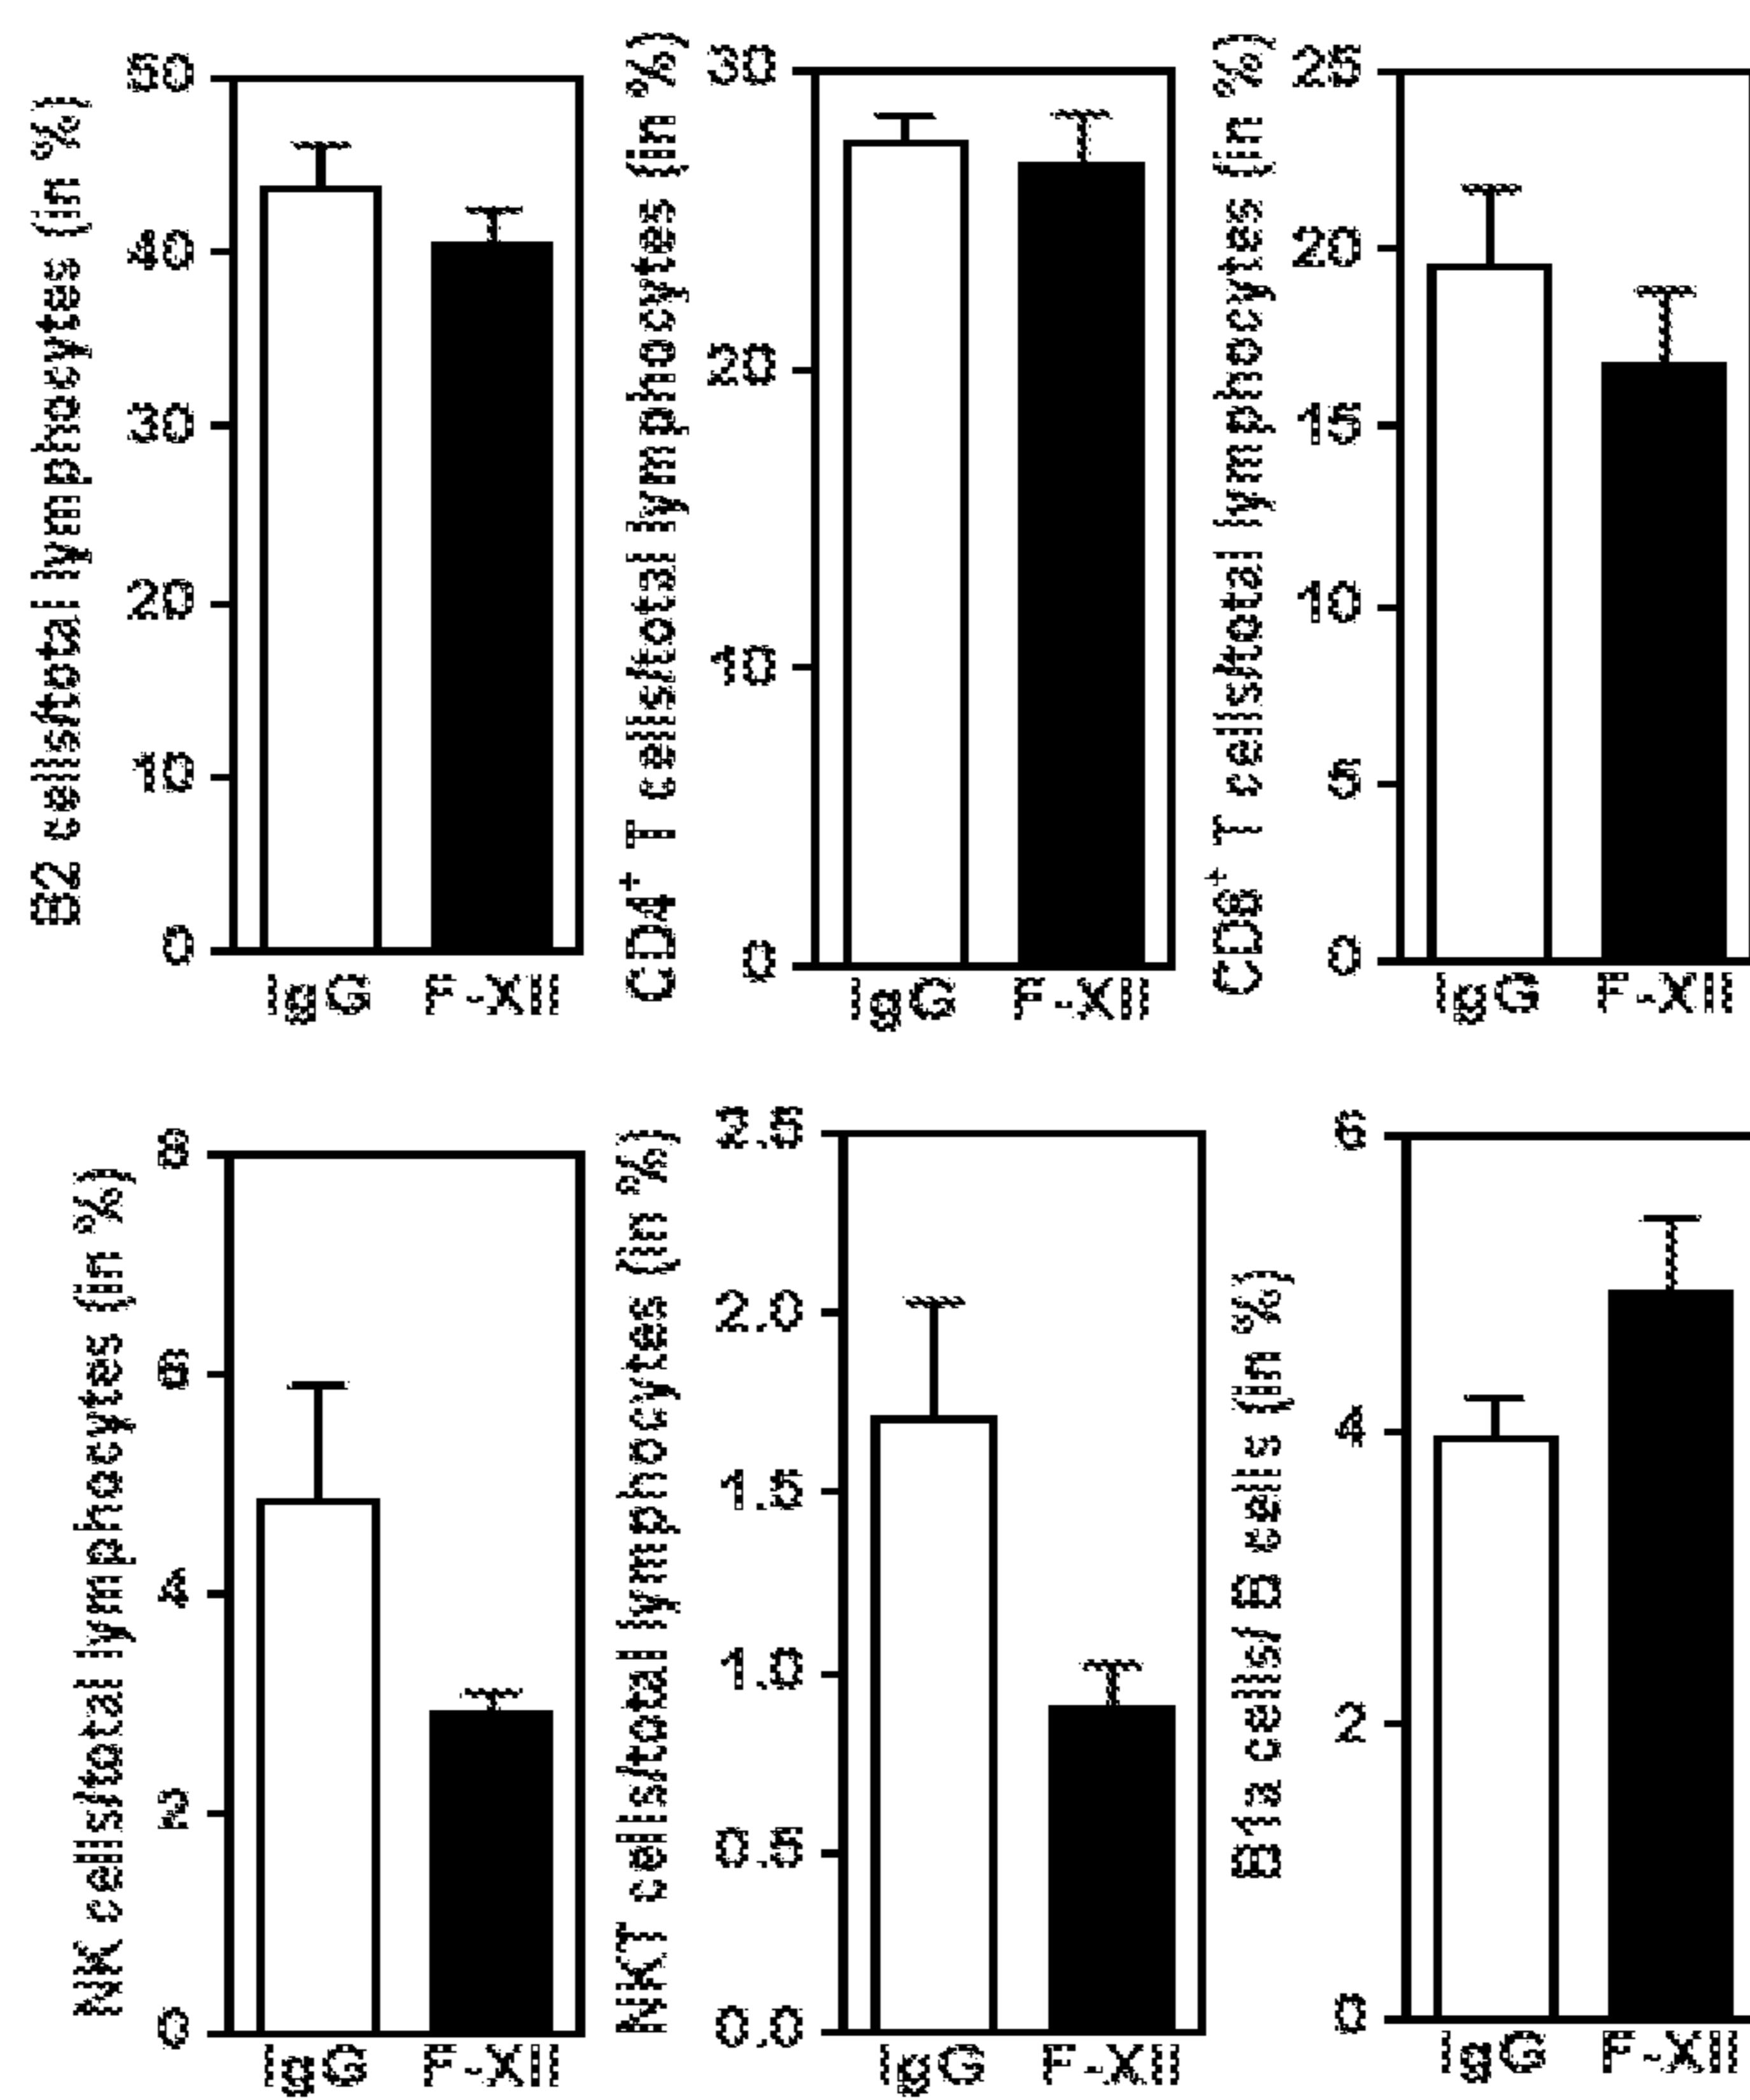 B2 cells/total lymphocytes (in %)
50
40
30
20
10
0
IgG F-XII
CD4⁺ T cells/total lymphocytes (in %)
30
20
10
0
IgG F-XII
CD8⁺ T cells/total lymphocytes (in %)
25
20
15
10
5
0
IgG F-XII
NK cells/total lymphocytes (in %)
8
6
4
2
0
IgG F-XII
NKT cells/total lymphocytes (in %)
2.5
2.0
1.5
1.0
0.5
0.0
IgG F-XII
B1a cells/ B cells (in %)
6
4
2
0
IgG F-XII